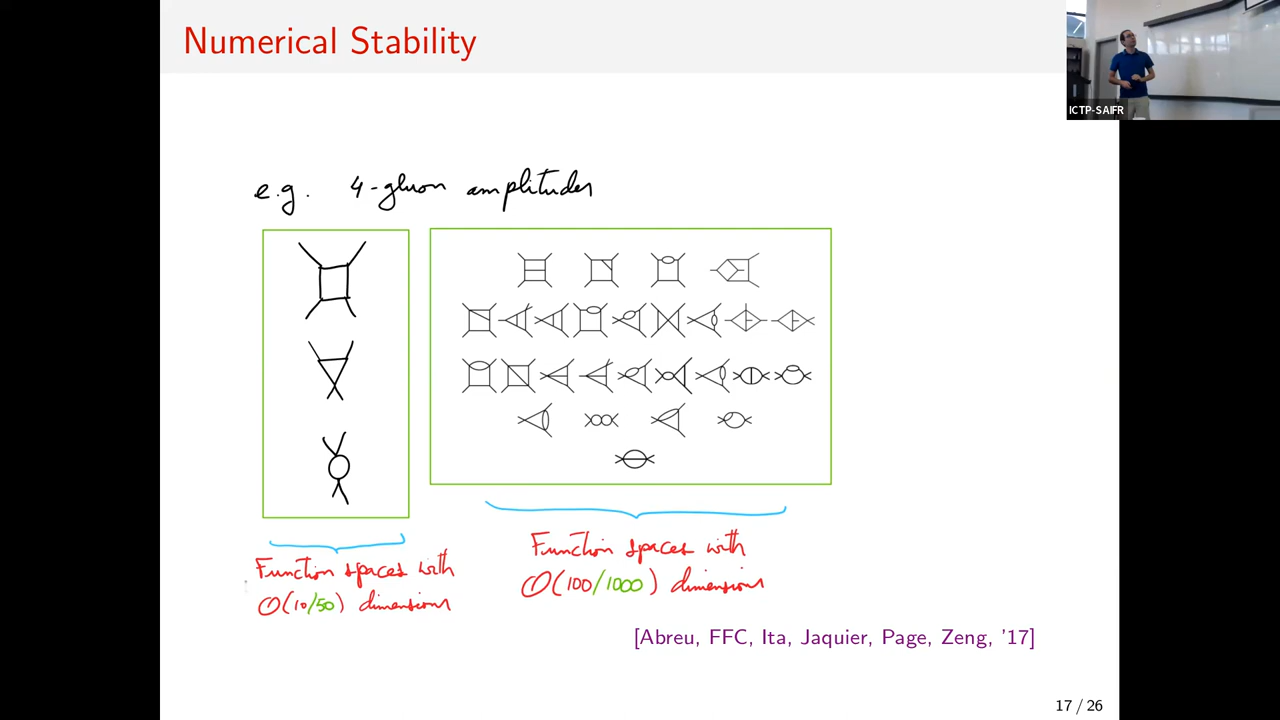 Numerical Stability
ICTP-SAIFR
e.g. 4-gluon amplitudes
Function spaces with
O(10/50) dimensions
Function spaces with
O(100/1000) dimensions
[Abreu, FFC, Ita, Jaquier, Page, Zeng, '17]
17 / 26